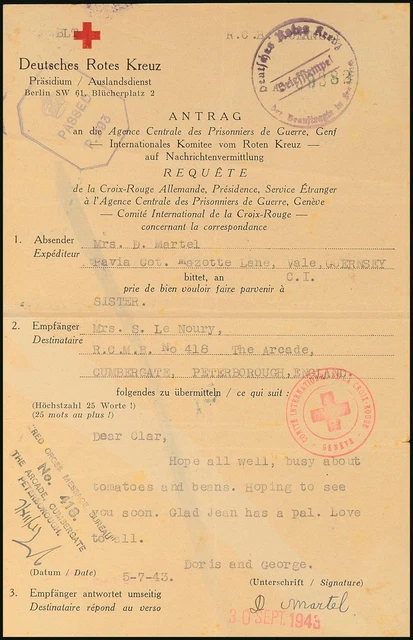 Deutsches Rotes Kreuz
Präsidium / Auslandsdienst
Berlin SW 61, Blücherplatz 2
Deutsches Rotes Kreuz
Briefstempel
PASSED
ANTRAG
an die Agence Centrale des Prisonniers de Guerre, Genf
— Internationales Komitee vom Roten Kreuz —
auf Nachrichtenvermittlung
REQUÊTE
de la Croix-Rouge Allemande, Présidence, Service Étranger
à l'Agence Centrale des Prisonniers de Guerre, Genève
— Comité International de la Croix-Rouge —
concernant la correspondance
1. Absender Mrs. D. Martel
Expéditeur Pavia Cot. Mazotte Lane, Vale, GUERNSEY
bittet, an C.I.
prie de bien vouloir faire parvenir à
SISTER.
2. Empfänger Mrs. S. Le Noury,
Destinataire R.C.M.B. No 418 The Arcade,
CUMBERGATE, PETERBOROUGH, ENGLAND.
folgendes zu übermitteln / ce qui suit :
(Höchstzahl 25 Worte !)
(25 mots au plus !)
COMITÉ INTERNATIONAL DE LA CROIX-ROUGE
GENÈVE
Dear Clar,
Hope all well, busy about
tomatoes and beans. Hoping to see
you soon. Glad Jean has a pal. Love
to all.
Doris and George.
RED CROSS MESSAGE BUREAU
No. 418.
THE ARCADE, CUMBERGATE
PETERBOROUGH.
(Datum / Date) 5-7-43. (Unterschrift / Signature)
3. Empfänger antwortet umseitig D Martel
Destinataire répond au verso
30 SEPT. 1943